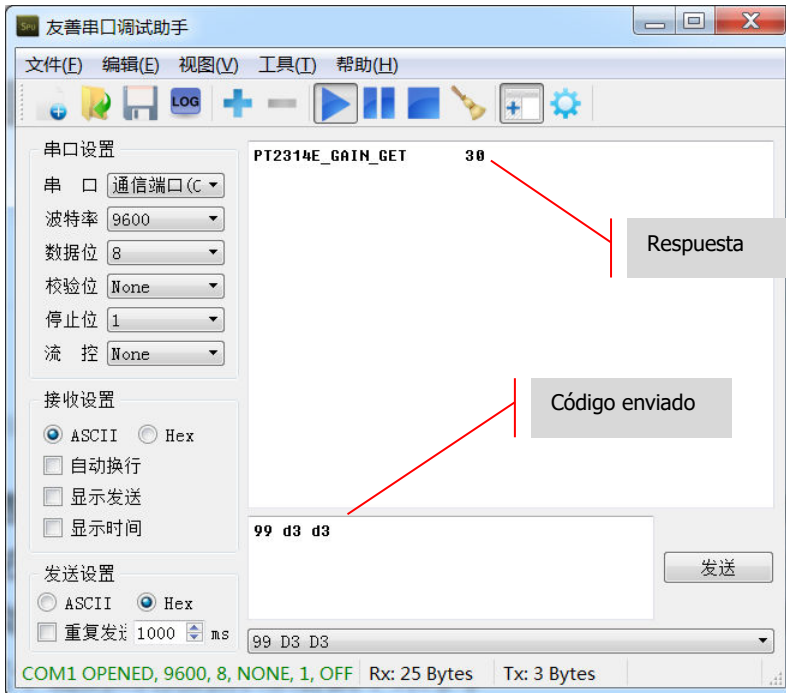 友善串口调试助手
文件(F) 编辑(E) 视图(V) 工具(T) 帮助(H)
LOG
串口设置
串 口 通信端口(C
波特率 9600
数据位 8
校验位 None
停止位 1
流 控 None
接收设置
ASCII Hex
自动换行
显示发送
显示时间
发送设置
ASCII Hex
重复发 1000 ms
PT2314E_GAIN_GET 30
Respuesta
Código enviado
99 d3 d3
发送
99 D3 D3
COM1 OPENED, 9600, 8, NONE, 1, OFF Rx: 25 Bytes Tx: 3 Bytes